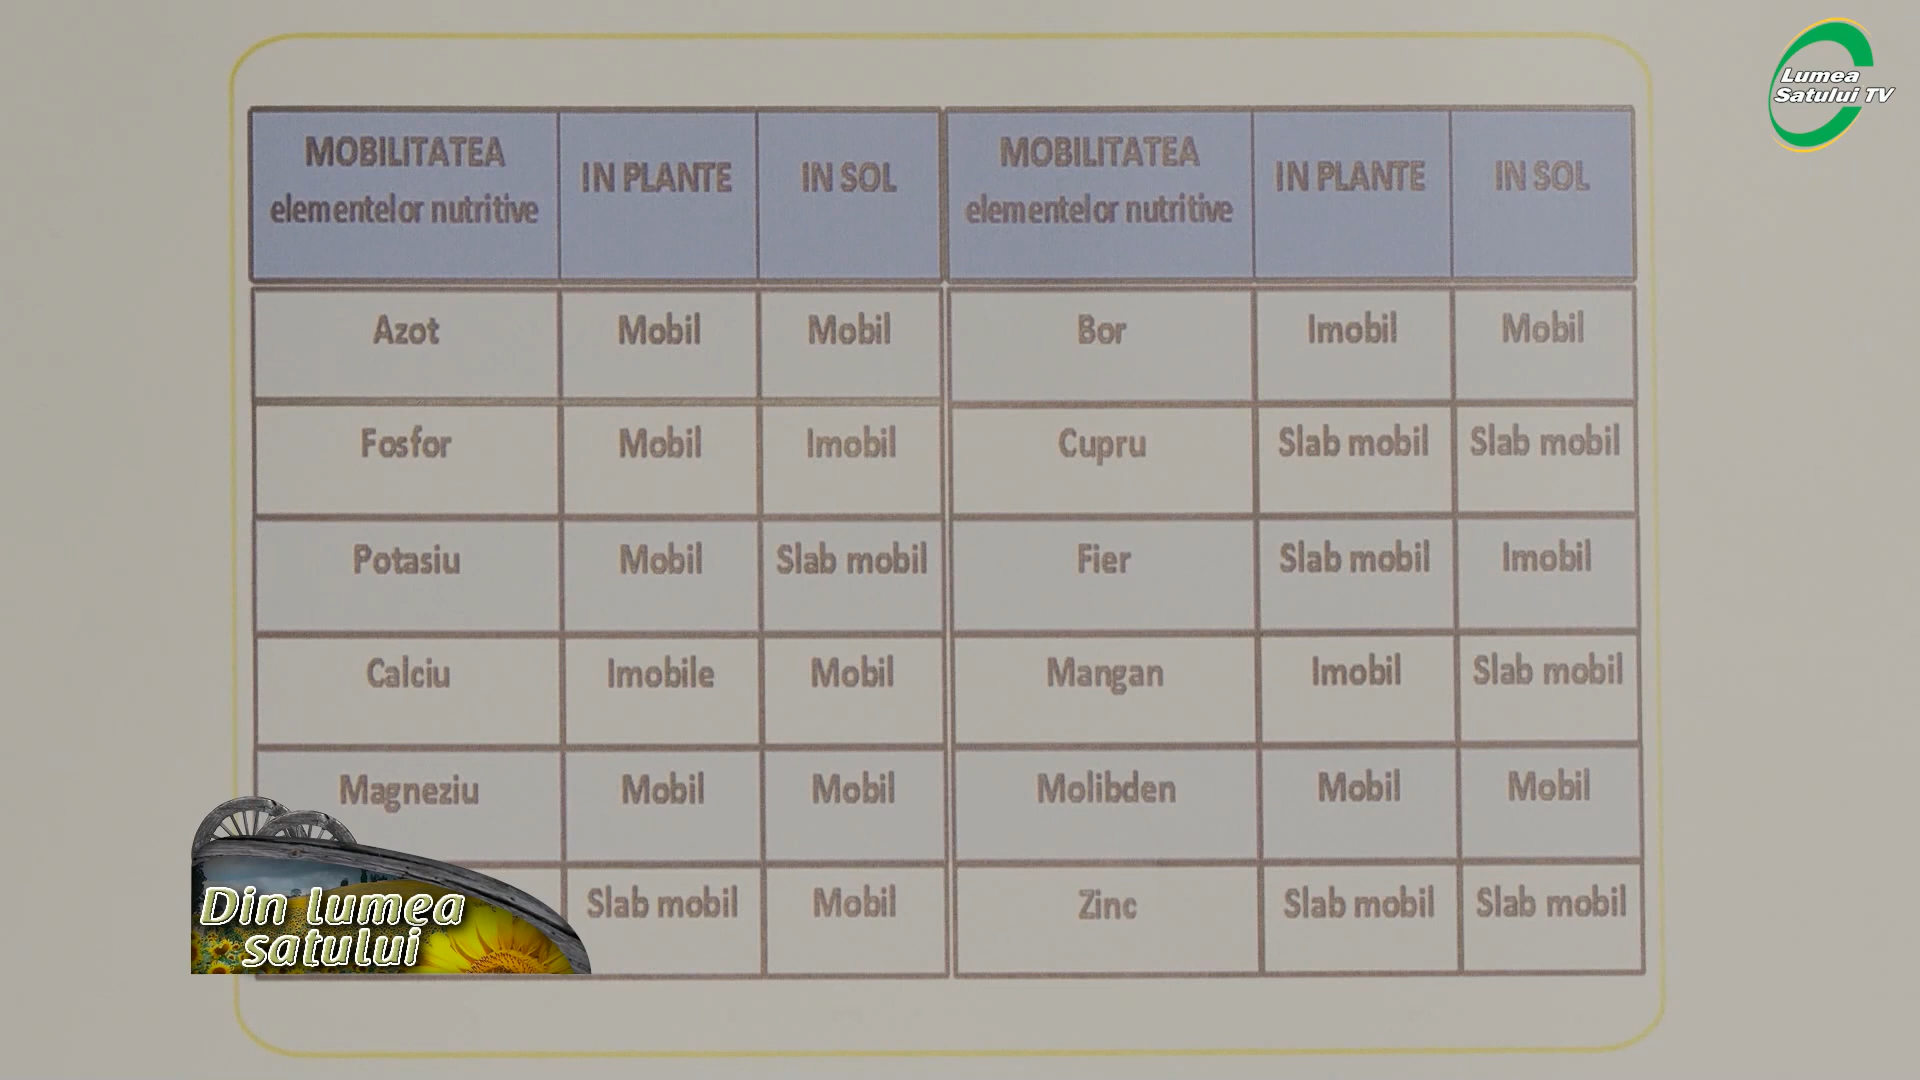 Lumea
Satului TV
MOBILITATEA
elementelor nutritive
IN PLANTE
IN SOL
MOBILITATEA
elementelor nutritive
IN PLANTE
IN SOL
Azot Mobil Mobil Bor Imobil Mobil
Fosfor Mobil Imobil Cupru Slab mobil Slab mobil
Potasiu Mobil Slab mobil Fier Slab mobil Imobil
Calciu Imobile Mobil Mangan Imobil Slab mobil
Magneziu Mobil Mobil Molibden Mobil Mobil
Slab mobil Mobil Zinc Slab mobil Slab mobil
Din lumea
satului